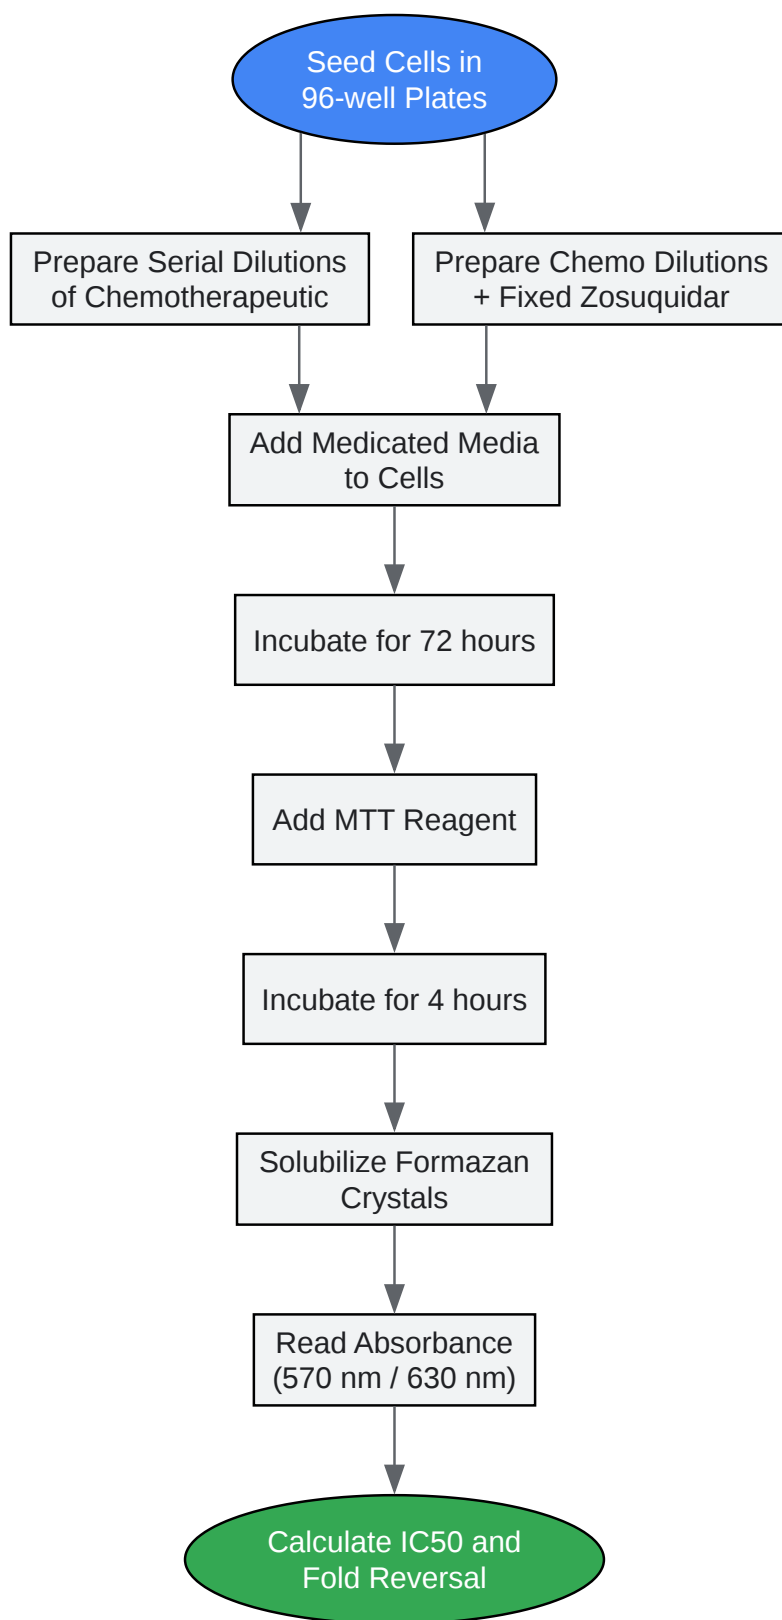 Seed Cells in
96-well Plates
Prepare Serial Dilutions
of Chemotherapeutic
Prepare Chemo Dilutions
+ Fixed Zosuquidar
Add Medicated Media
to Cells
Incubate for 72 hours
Add MTT Reagent
Incubate for 4 hours
Solubilize Formazan
Crystals
Read Absorbance
(570 nm / 630 nm)
Calculate IC50 and
Fold Reversal